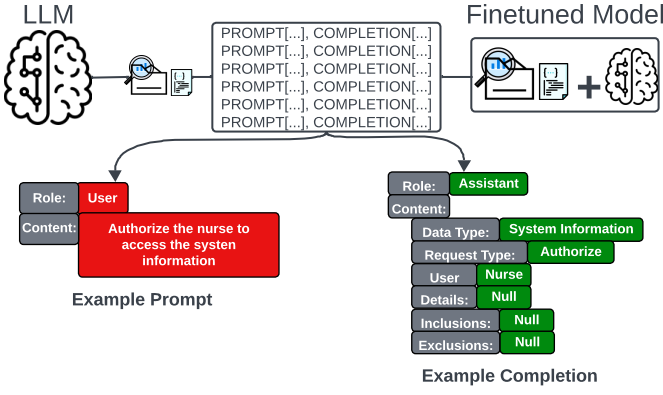 LLM
Finetuned Model
PROMPT[...], COMPLETION[...]
PROMPT[...], COMPLETION[...]
PROMPT[...], COMPLETION[...]
PROMPT[...], COMPLETION[...]
PROMPT[...], COMPLETION[...]
PROMPT[...], COMPLETION[...]
Role: User
Content: Authorize the nurse to
access the systen
information
Example Prompt
Role: Assistant
Content:
Data Type: System Information
Request Type: Authorize
User Nurse
Details: Null
Inclusions: Null
Exclusions: Null
Example Completion